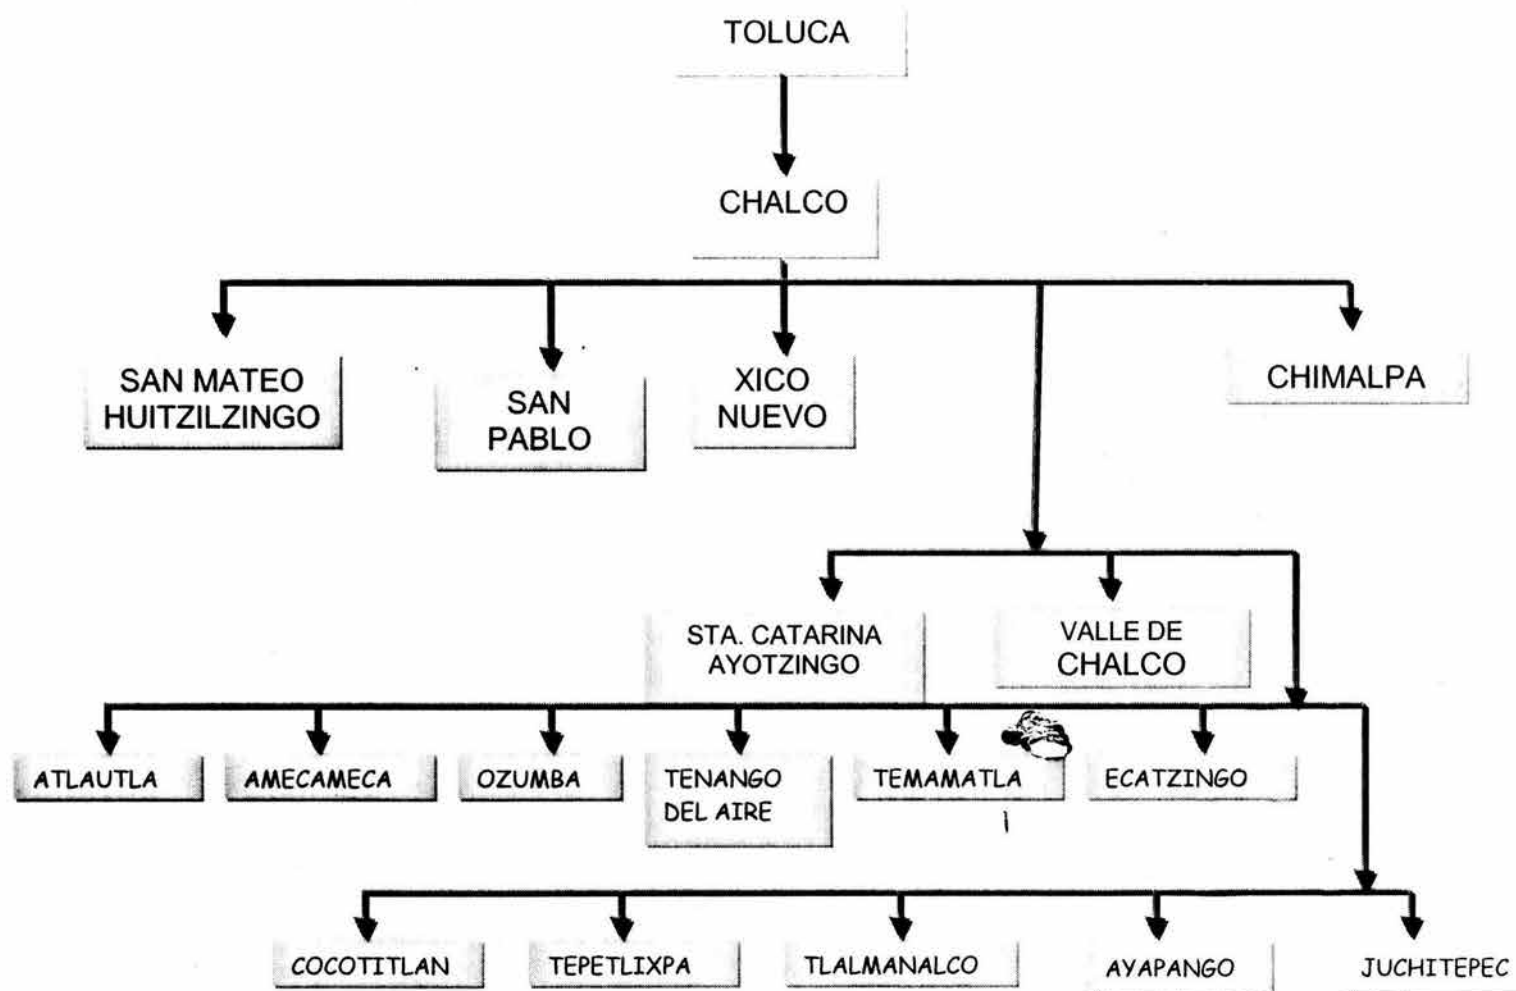 TOLUCA
CHALCO
SAN MATEO
HUITZILZINGO
SAN
PABLO
XICO
NUEVO
CHIMALPA
STA. CATARINA
AYOTZINGO
VALLE DE
CHALCO
ATLAUTLA
AMECAMECA
OZUMBA
TENANGO
DEL AIRE
TEMAMATLA
ECATZINGO
COCOTITLAN
TEPETLIXPA
TLALMANALCO
AYAPANGO
JUCHITEPEC